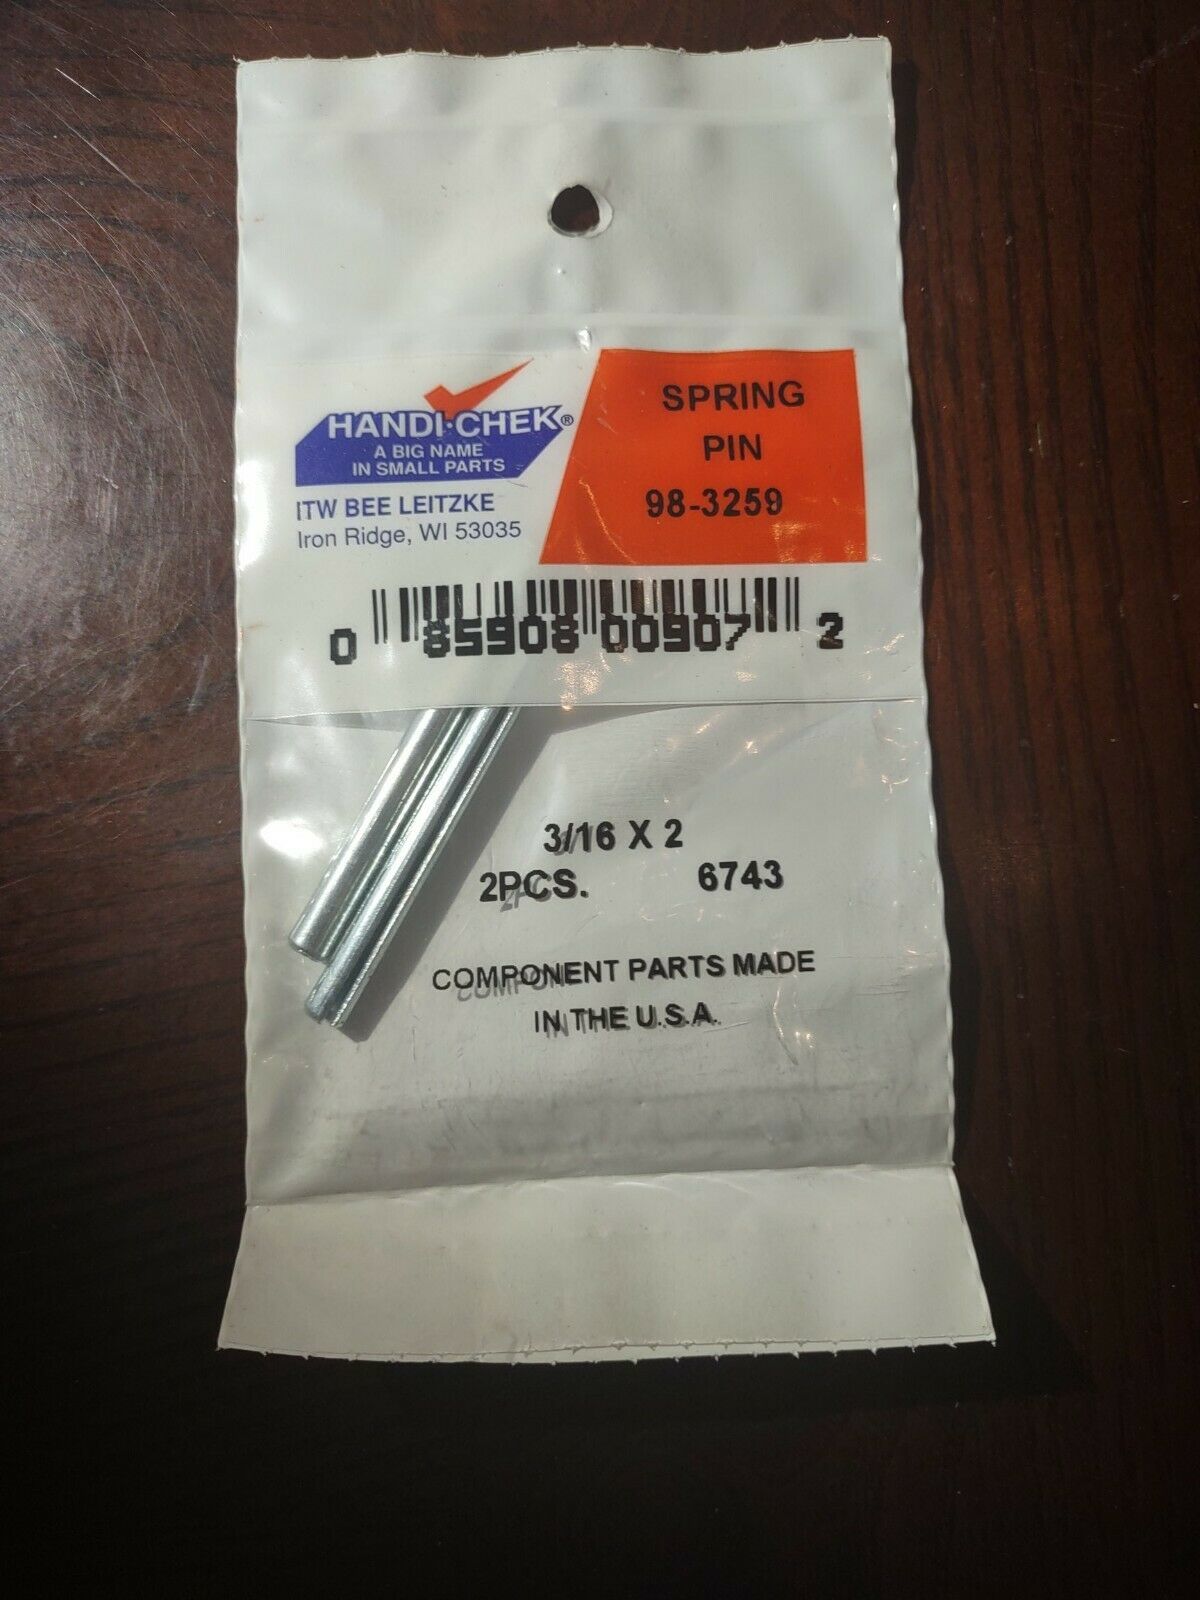 HANDI·CHEK®
A BIG NAME
IN SMALL PARTS
ITW BEE LEITZKE
Iron Ridge, WI 53035
SPRING
PIN
98-3259
0 85908 00907 2
3/16 X 2
2PCS. 6743
COMPONENT PARTS MADE
IN THE U.S.A.